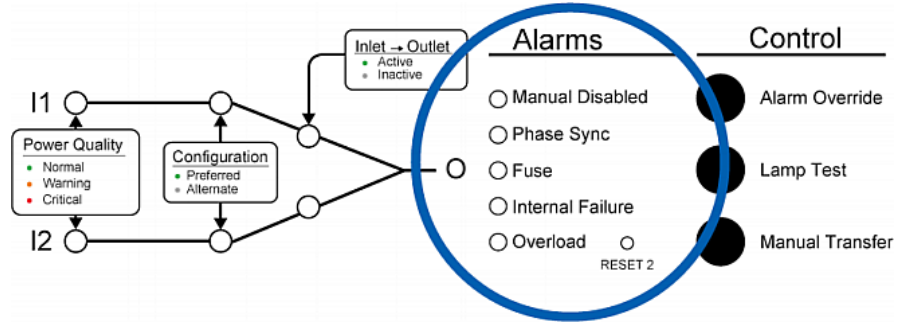 Inlet → Outlet
Active
Inactive
Alarms
Control
I1
Power Quality
Normal
Warning
Critical
I2
Configuration
Preferred
Alternate
O
Manual Disabled
Phase Sync
Fuse
Internal Failure
Overload
RESET 2
Alarm Override
Lamp Test
Manual Transfer